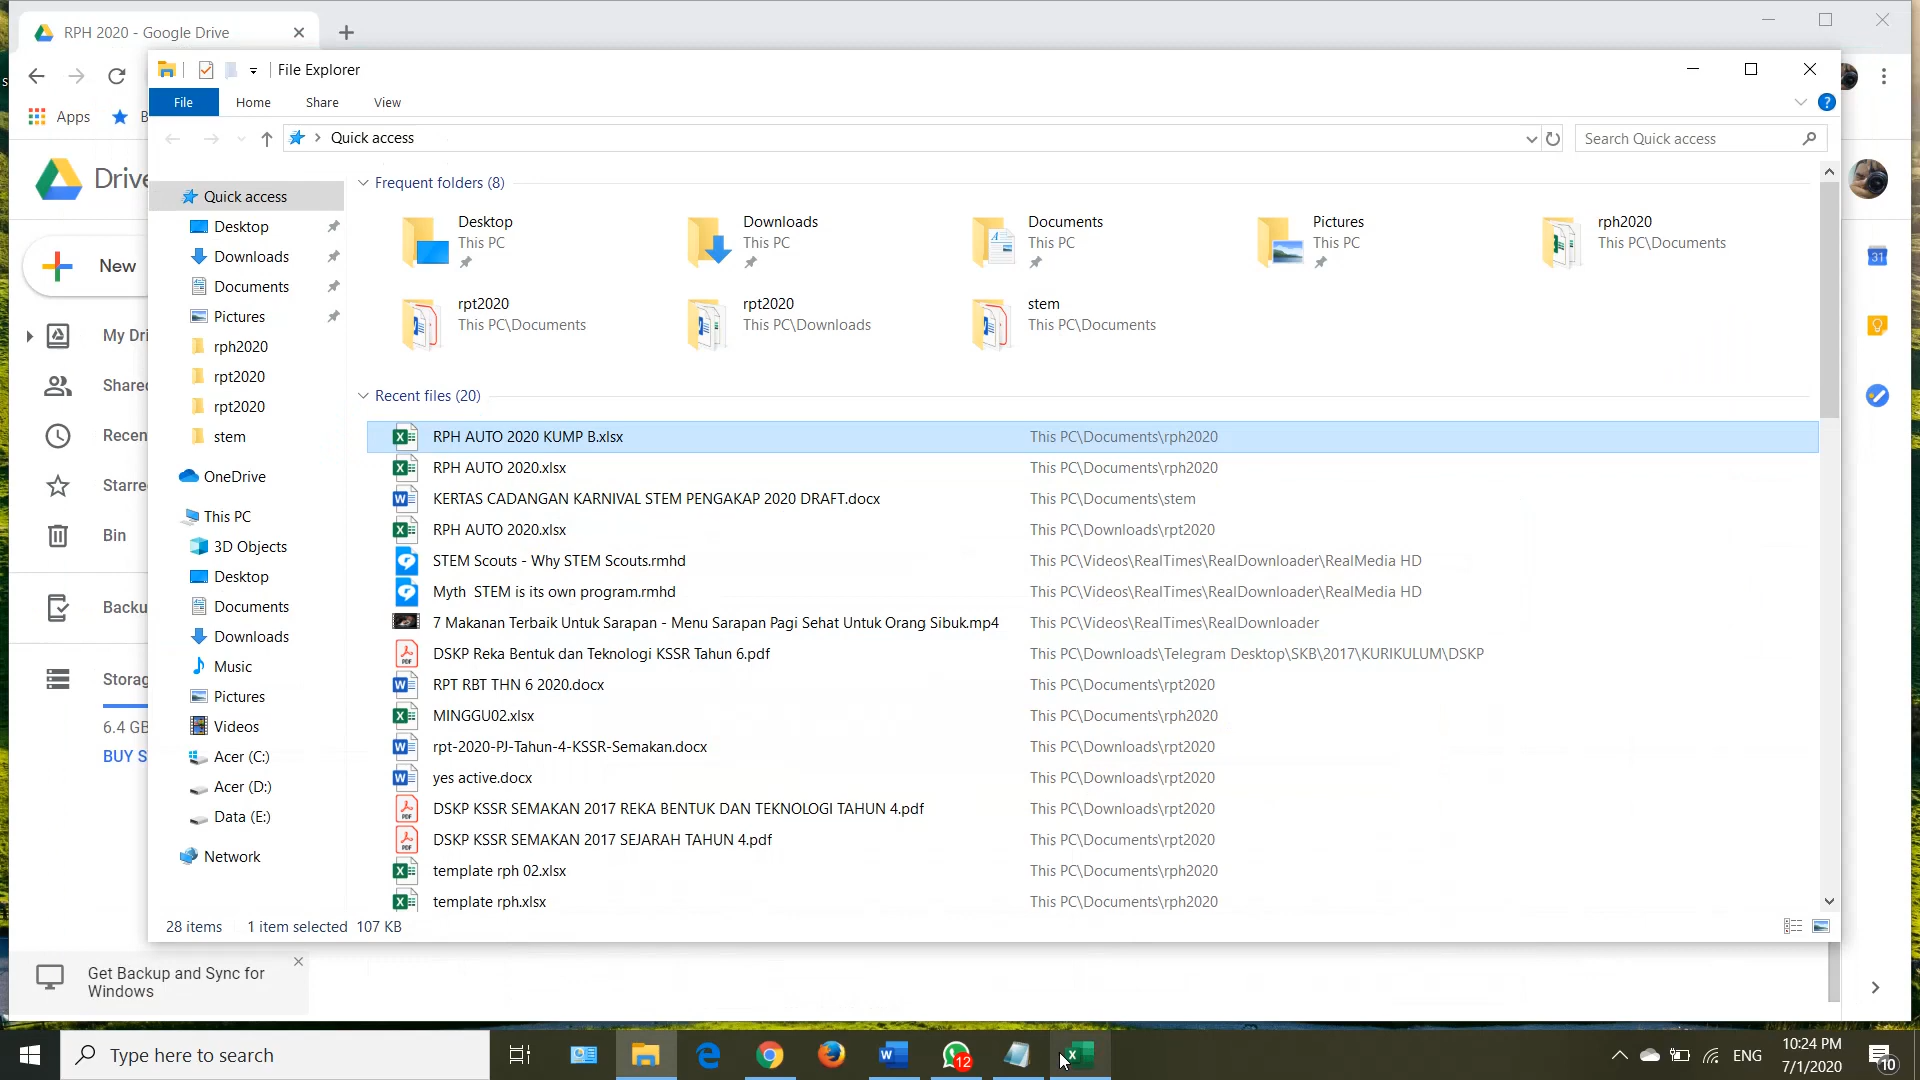 RPH 2020 - Google Drive
File Explorer
File
Home
Share
View
Apps
B
Quick access
Search Quick access
Drive
New
My Dri
Shared
Recen
Starre
Bin
Backu
Storag
6.4 GB
BUY S
Quick access
Desktop
Downloads
Documents
Pictures
rph2020
rpt2020
rpt2020
stem
OneDrive
This PC
3D Objects
Desktop
Documents
Downloads
Music
Pictures
Videos
Acer (C:)
Acer (D:)
Data (E:)
Network
Frequent folders (8)
Desktop
This PC
Downloads
This PC
Documents
This PC
Pictures
This PC
rph2020
This PC\Documents
rpt2020
This PC\Documents
rpt2020
This PC\Downloads
stem
This PC\Documents
Recent files (20)
RPH AUTO 2020 KUMP B.xlsx This PC\Documents\rph2020
RPH AUTO 2020.xlsx This PC\Documents\rph2020
KERTAS CADANGAN KARNIVAL STEM PENGAKAP 2020 DRAFT.docx This PC\Documents\stem
RPH AUTO 2020.xlsx This PC\Downloads\rpt2020
STEM Scouts - Why STEM Scouts.rmhd This PC\Videos\RealTimes\RealDownloader\RealMedia HD
Myth  STEM is its own program.rmhd This PC\Videos\RealTimes\RealDownloader\RealMedia HD
7 Makanan Terbaik Untuk Sarapan - Menu Sarapan Pagi Sehat Untuk Orang Sibuk.mp4 This PC\Videos\RealTimes\RealDownloader
DSKP Reka Bentuk dan Teknologi KSSR Tahun 6.pdf This PC\Downloads\Telegram Desktop\SKB\2017\KURIKULUM\DSKP
RPT RBT THN 6 2020.docx This PC\Documents\rpt2020
MINGGU02.xlsx This PC\Documents\rph2020
rpt-2020-PJ-Tahun-4-KSSR-Semakan.docx This PC\Downloads\rpt2020
yes active.docx This PC\Downloads\rpt2020
DSKP KSSR SEMAKAN 2017 REKA BENTUK DAN TEKNOLOGI TAHUN 4.pdf This PC\Downloads\rpt2020
DSKP KSSR SEMAKAN 2017 SEJARAH TAHUN 4.pdf This PC\Documents\rpt2020
template rph 02.xlsx This PC\Documents\rph2020
template rph.xlsx This PC\Documents\rph2020
28 items 1 item selected 107 KB
31
Get Backup and Sync for
Windows
Type here to search
12
ENG
10:24 PM
7/1/2020
10